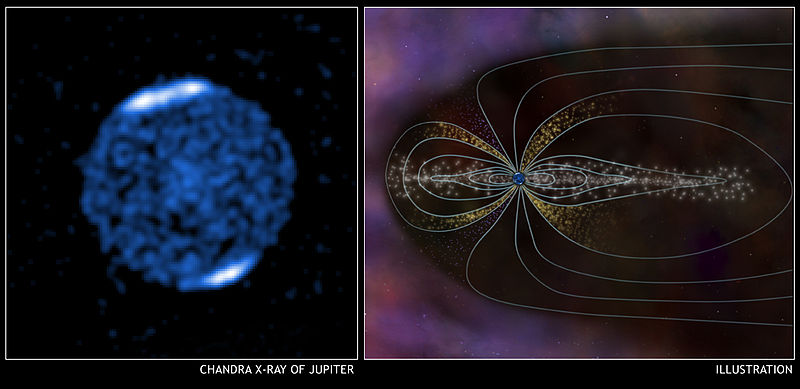 CHANDRA X-RAY OF JUPITER
ILLUSTRATION